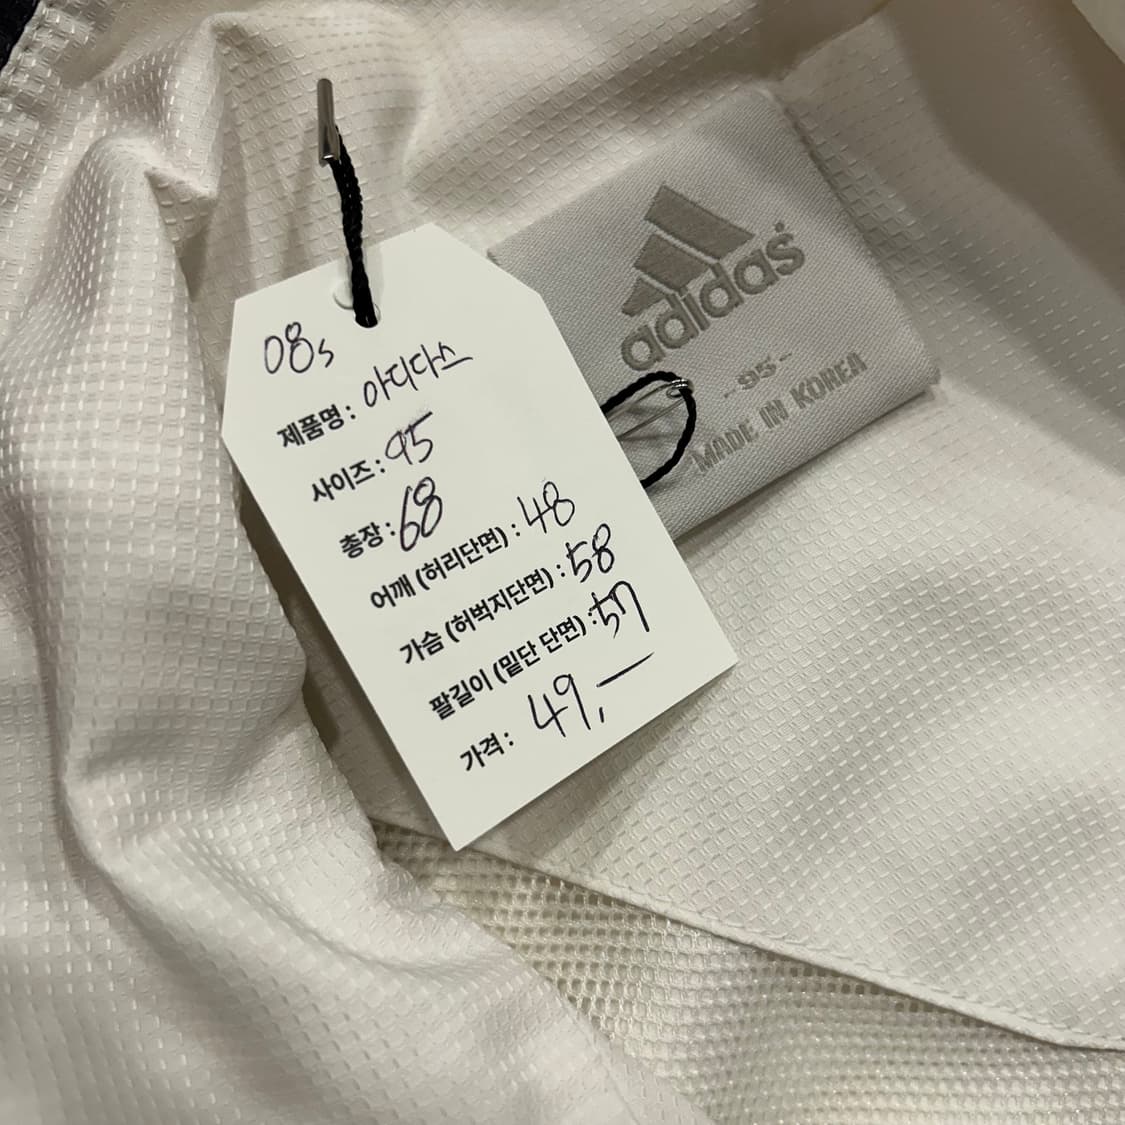 08s
제품명 : 아디다스
사이즈 : 95
총장 : 68
어깨 (허리단면) : 48
가슴 (허벅지단면) : 58
팔길이 (밑단 단면) : 57
가격 : 49,—
adidas
-95-
MADE IN KOREA